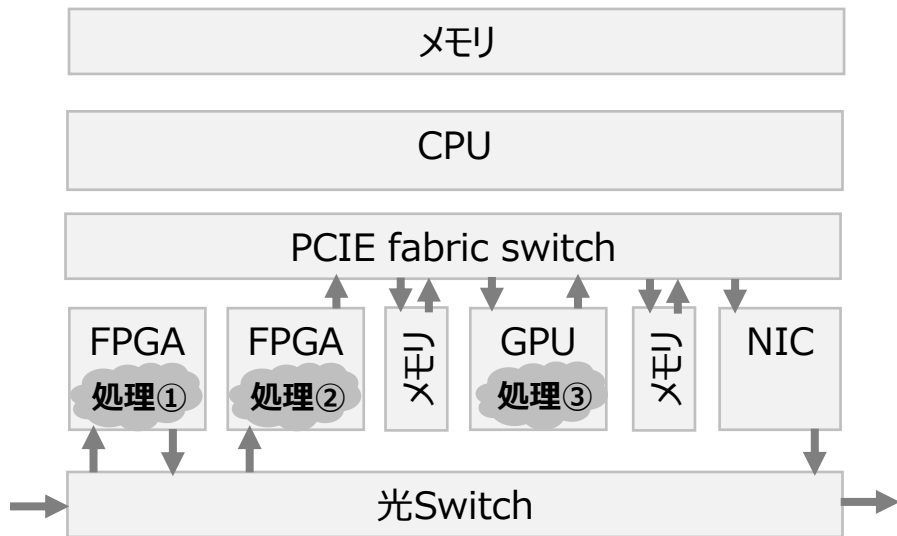 メモリ
CPU
PCIE fabric switch
FPGA
処理①
FPGA
処理②
メモリ
GPU
処理③
メモリ
NIC
光Switch